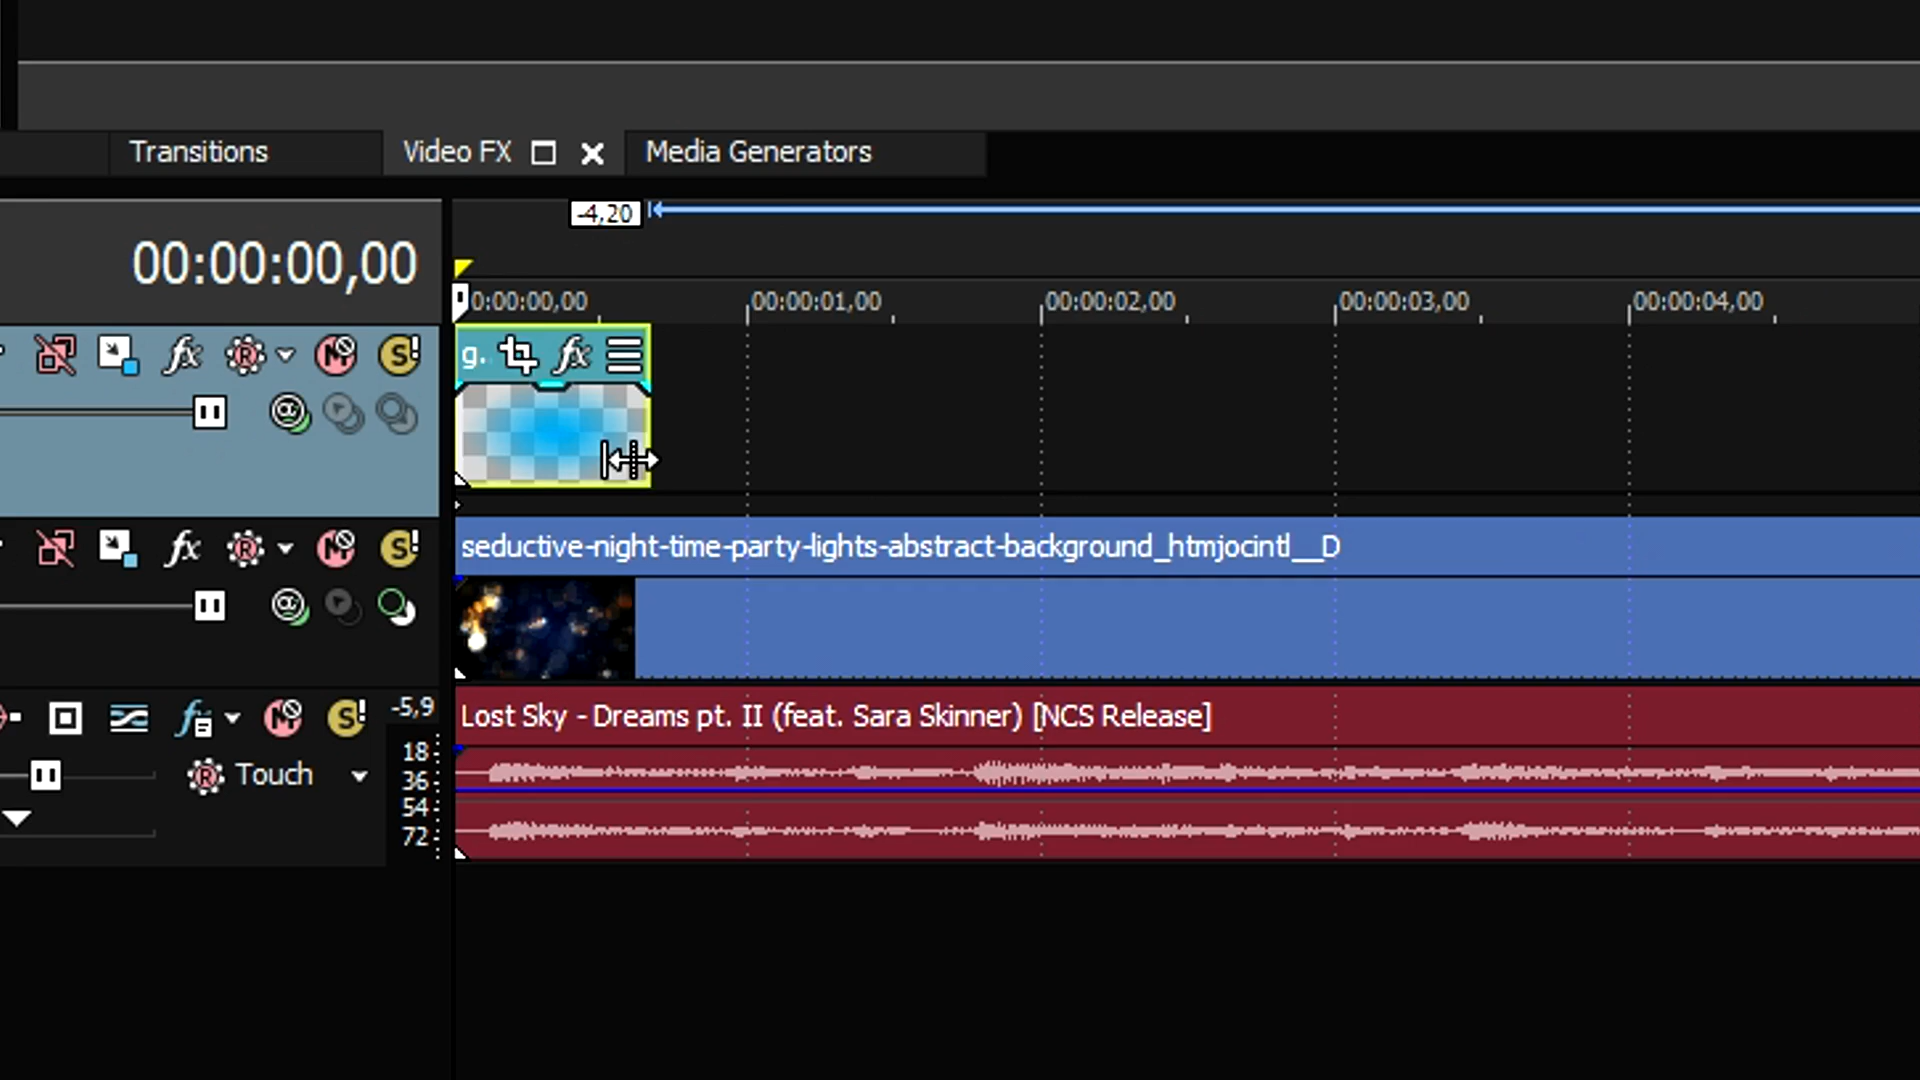 Transitions
Video FX
Media Generators
-4,20
00:00:00,00
0:00:00,00
00:00:01,00
00:00:02,00
00:00:03,00
00:00:04,00
g.
fx
fx
seductive-night-time-party-lights-abstract-background_htmjocintl__D
-5,9
Lost Sky - Dreams pt. II (feat. Sara Skinner) [NCS Release]
18
36
54
72
Touch